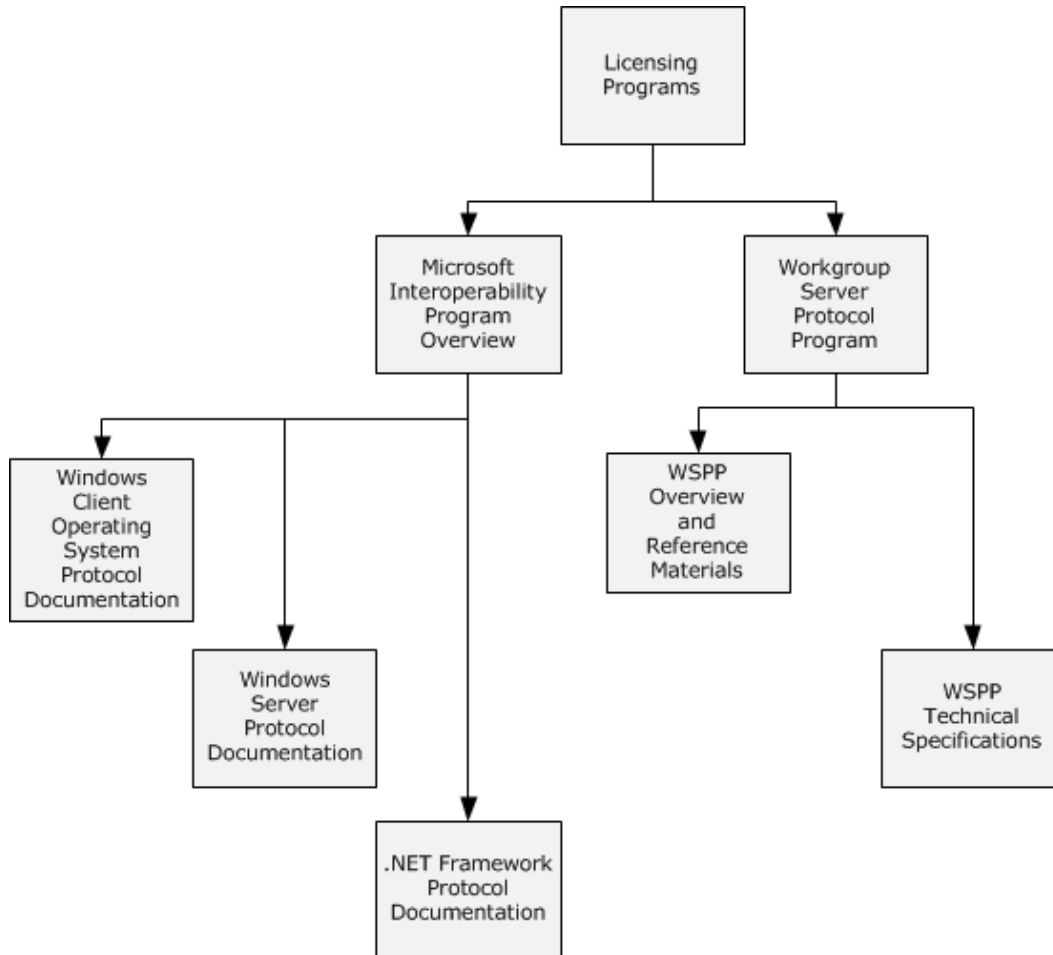 Licensing
Programs
Microsoft
Interoperability
Program
Overview
Workgroup
Server
Protocol
Program
Windows
Client
Operating
System
Protocol
Documentation
WSPP
Overview
and
Reference
Materials
Windows
Server
Protocol
Documentation
WSPP
Technical
Specifications
.NET Framework
Protocol
Documentation